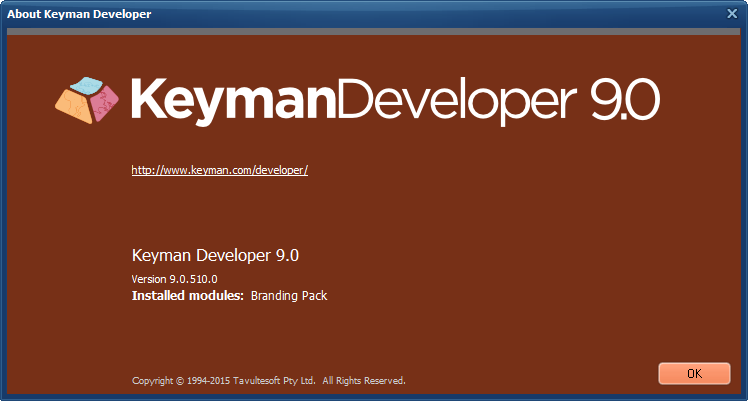 About Keyman Developer
KeymanDeveloper 9.0
http://www.keyman.com/developer/
Keyman Developer 9.0
Version 9.0.510.0
Installed modules: Branding Pack
Copyright © 1994-2015 Tavultesoft Pty Ltd. All Rights Reserved.
OK